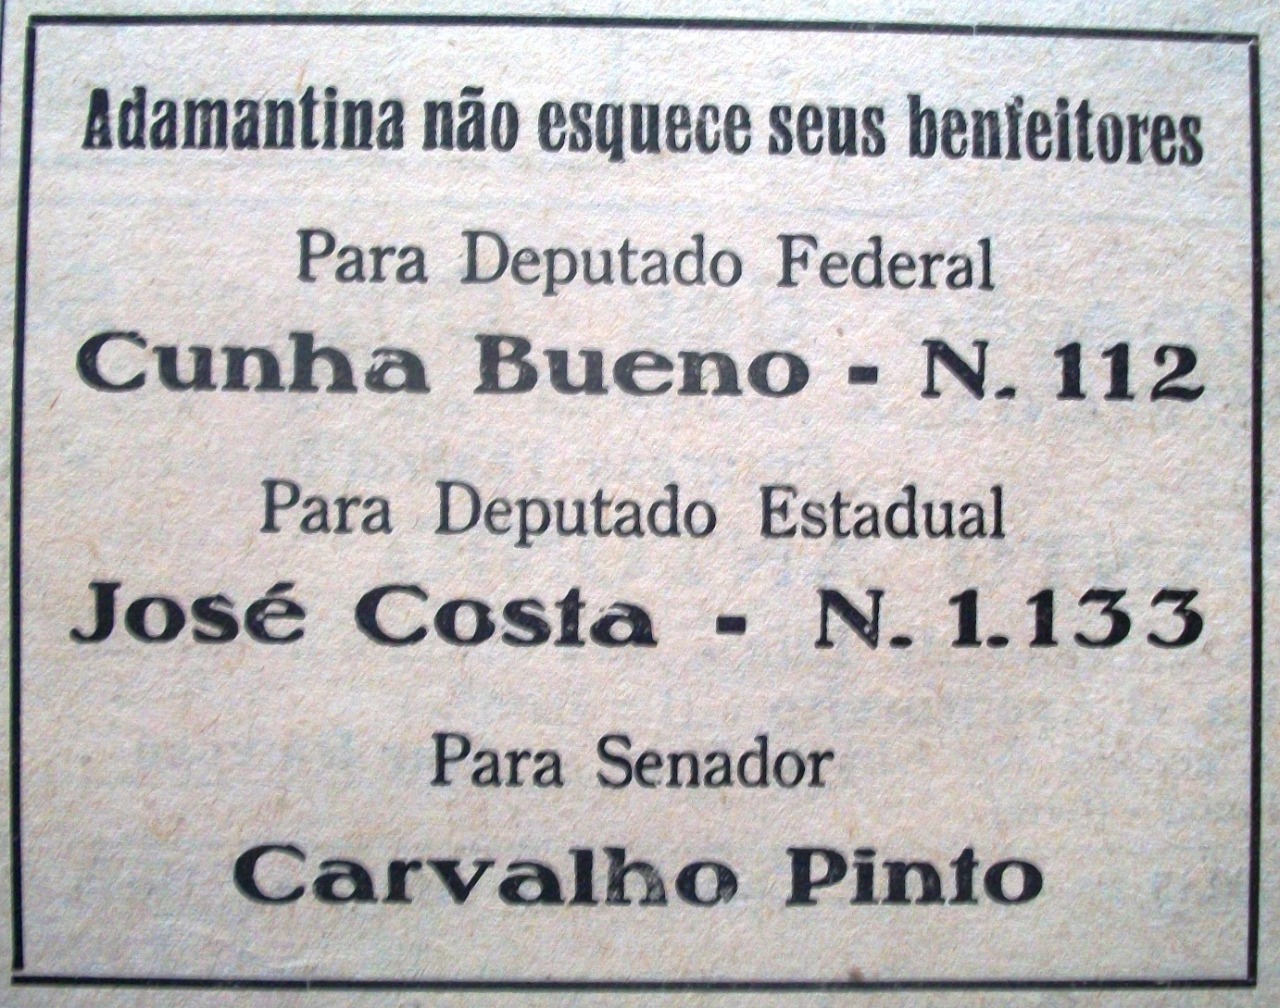 Adamantina não esquece seus benfeitores
Para Deputado Federal
Cunha Bueno - N. 112
Para Deputado Estadual
José Costa - N. 1.133
Para Senador
Carvalho Pinto